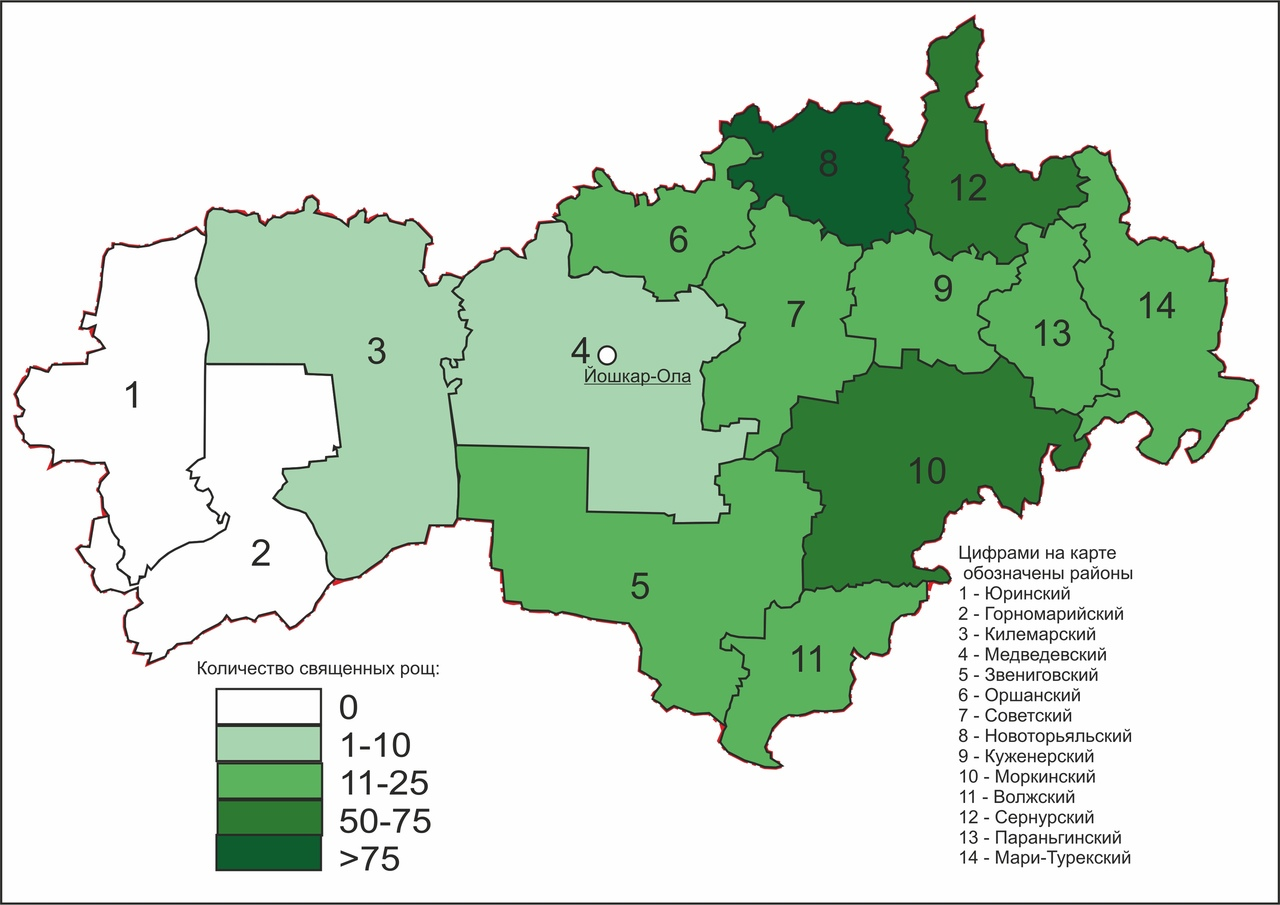 8
12
6
9
14
7
13
3
4
Йошкар-Ола
1
10
2
5
11
Цифрами на карте
обозначены районы
1 - Юринский
2 - Горномарийский
3 - Килемарский
4 - Медведевский
5 - Звениговский
6 - Оршанский
7 - Советский
8 - Новоторьяльский
9 - Куженерский
10 - Моркинский
11 - Волжский
12 - Сернурский
13 - Параньгинский
14 - Мари-Турекский
Количество священных рощ:
0
1-10
11-25
50-75
>75